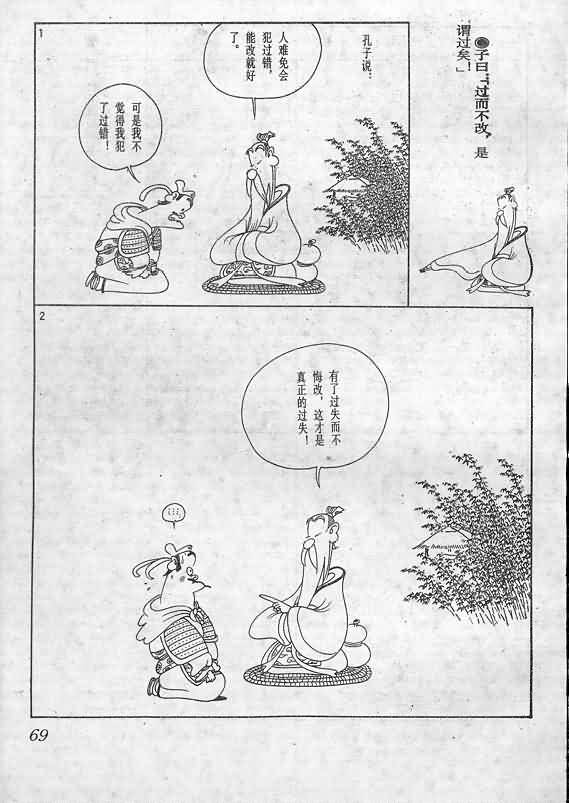 ●子曰：“过而不改，是
谓过矣！”
1
孔子说：
人难免会
犯过错，
能改就好
了。
可是我不
觉得我犯
了过错！
2
有了过失而不
悔改，这才是
真正的过失！
……
69